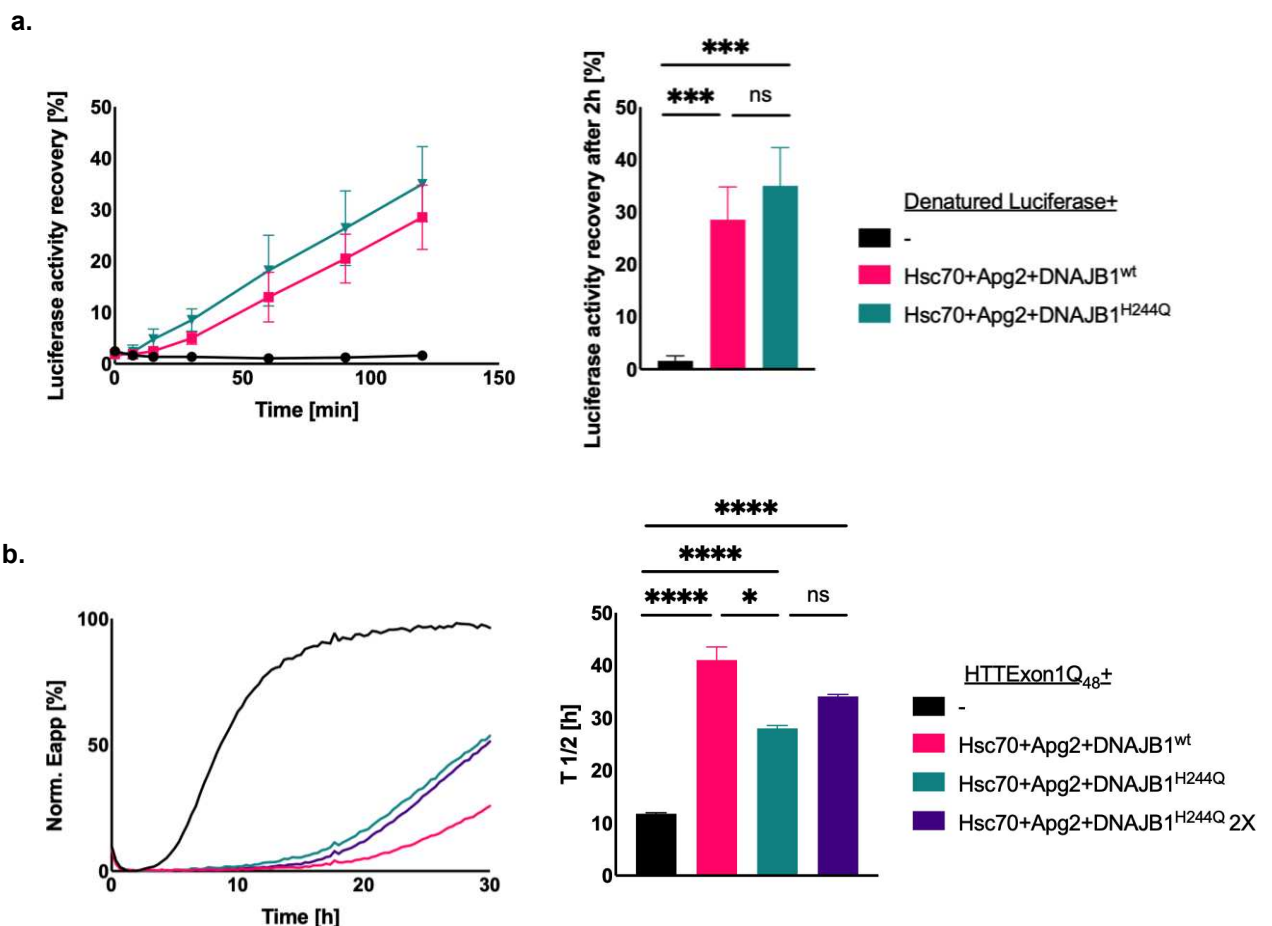 a.
Luciferase activity recovery [%]
50
40
30
20
10
0
0 50 100 150
Time [min]
Luciferase activity recovery after 2h [%]
***
*** ns
50
40
30
20
10
0
Denatured Luciferase+
-
Hsc70+Apg2+DNAJB1wt
Hsc70+Apg2+DNAJB1H244Q
b.
Norm. Eapp [%]
100
50
0
0 10 20 30
Time [h]
T 1/2 [h]
****
****
**** * ns
50
40
30
20
10
0
HTTExon1Q48+
-
Hsc70+Apg2+DNAJB1wt
Hsc70+Apg2+DNAJB1H244Q
Hsc70+Apg2+DNAJB1H244Q 2X